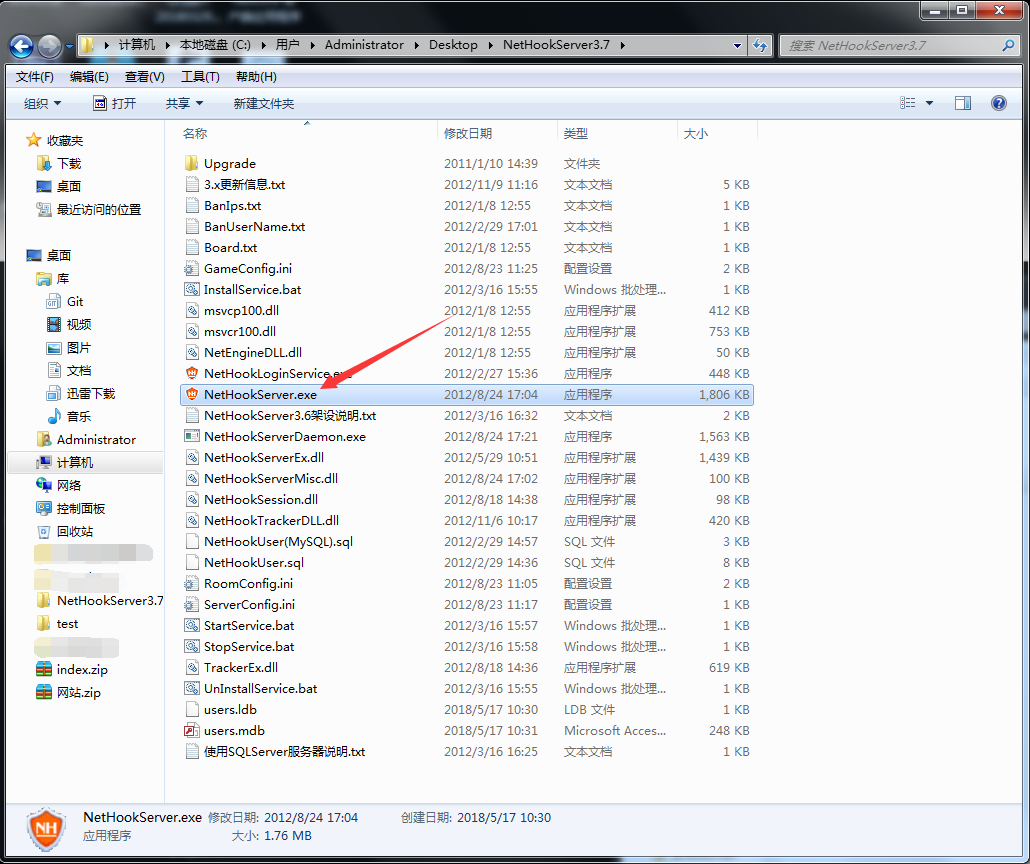 计算机 本地磁盘 (C:) 用户 Administrator Desktop NetHookServer3.7 搜索 NetHookServer3.7
文件(F) 编辑(E) 查看(V) 工具(T) 帮助(H)
组织 打开 共享 新建文件夹
收藏夹
下载
桌面
最近访问的位置
桌面
库
Git
视频
图片
文档
迅雷下载
音乐
Administrator
计算机
网络
控制面板
回收站
NetHookServer3.7
test
index.zip
网站.zip
名称 修改日期 类型 大小
Upgrade 2011/1/10 14:39 文件夹
3.x更新信息.txt 2012/11/9 11:16 文本文档 5 KB
BanIps.txt 2012/1/8 12:55 文本文档 1 KB
BanUserName.txt 2012/2/29 17:01 文本文档 1 KB
Board.txt 2012/1/8 12:55 文本文档 1 KB
GameConfig.ini 2012/8/23 11:25 配置设置 2 KB
InstallService.bat 2012/3/16 15:55 Windows 批处理... 1 KB
msvcp100.dll 2012/1/8 12:55 应用程序扩展 412 KB
msvcr100.dll 2012/1/8 12:55 应用程序扩展 753 KB
NetEngineDLL.dll 2012/1/8 12:55 应用程序扩展 50 KB
NetHookLoginService.exe 2012/2/27 15:36 应用程序 448 KB
NetHookServer.exe 2012/8/24 17:04 应用程序 1,806 KB
NetHookServer3.6架设说明.txt 2012/3/16 16:32 文本文档 2 KB
NetHookServerDaemon.exe 2012/8/24 17:21 应用程序 1,563 KB
NetHookServerEx.dll 2012/5/29 10:51 应用程序扩展 1,439 KB
NetHookServerMisc.dll 2012/8/24 17:02 应用程序扩展 100 KB
NetHookSession.dll 2012/8/18 14:38 应用程序扩展 98 KB
NetHookTrackerDLL.dll 2012/11/6 10:17 应用程序扩展 420 KB
NetHookUser(MySQL).sql 2012/2/29 14:57 SQL 文件 3 KB
NetHookUser.sql 2012/2/29 14:36 SQL 文件 8 KB
RoomConfig.ini 2012/8/23 11:05 配置设置 2 KB
ServerConfig.ini 2012/8/23 11:17 配置设置 1 KB
StartService.bat 2012/3/16 15:57 Windows 批处理... 1 KB
StopService.bat 2012/3/16 15:58 Windows 批处理... 1 KB
TrackerEx.dll 2012/8/18 14:36 应用程序扩展 619 KB
UnInstallService.bat 2012/3/16 15:55 Windows 批处理... 1 KB
users.ldb 2018/5/17 10:30 LDB 文件 1 KB
users.mdb 2018/5/17 10:31 Microsoft Acces... 248 KB
使用SQLServer服务器说明.txt 2012/3/16 16:25 文本文档 1 KB
NH
NetHookServer.exe 修改日期: 2012/8/24 17:04 创建日期: 2018/5/17 10:30
应用程序 大小: 1.76 MB